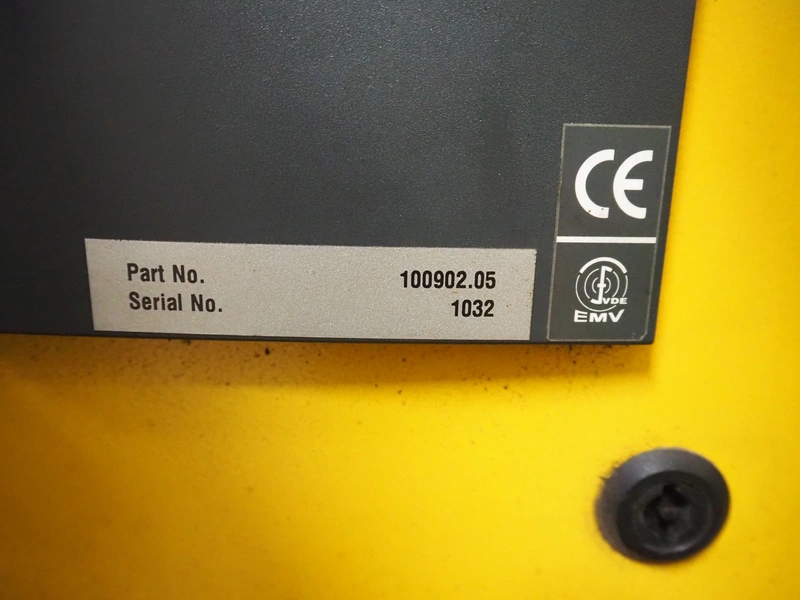 CE
Part No. 100902.05
Serial No. 1032
VDE
EMV